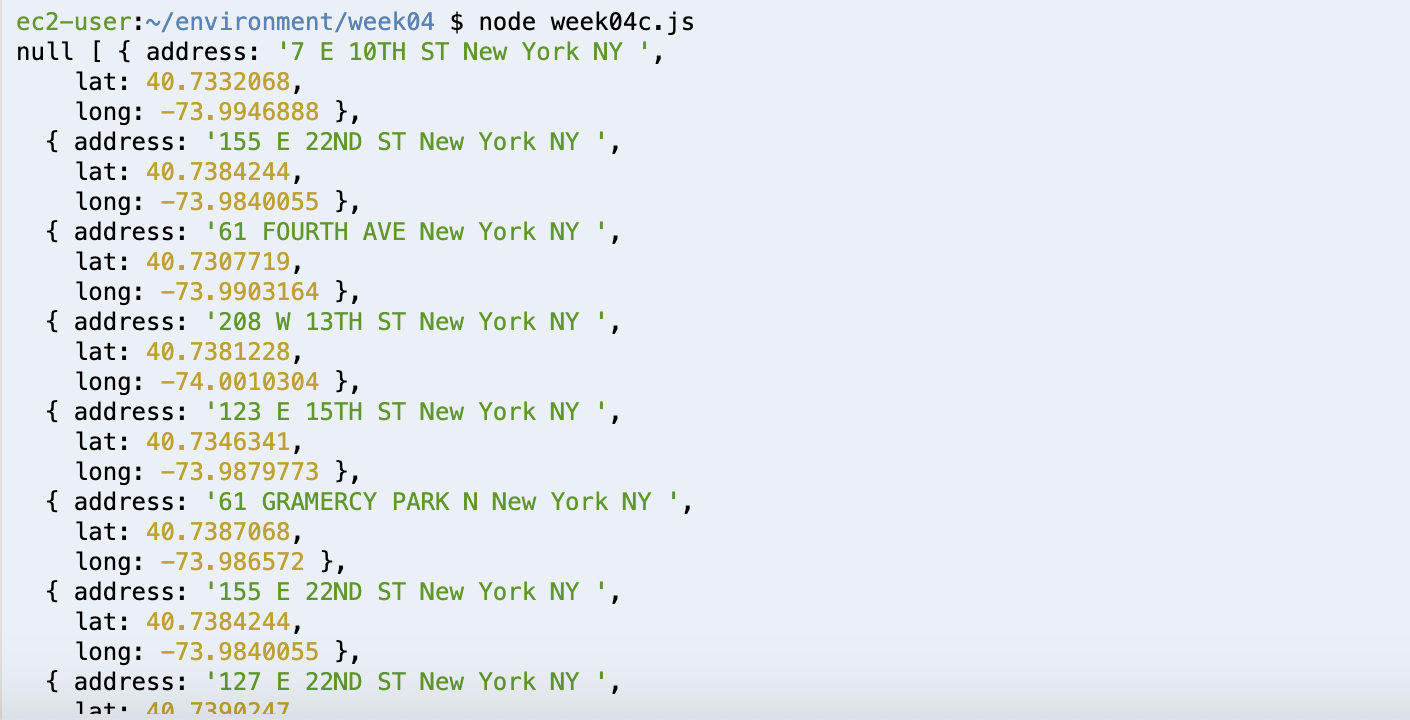 ec2-user:~/environment/week04 $ node week04c.js
null [ { address: '7 E 10TH ST New York NY ',
    lat: 40.7332068,
    long: -73.9946888 },
  { address: '155 E 22ND ST New York NY ',
    lat: 40.7384244,
    long: -73.9840055 },
  { address: '61 FOURTH AVE New York NY ',
    lat: 40.7307719,
    long: -73.9903164 },
  { address: '208 W 13TH ST New York NY ',
    lat: 40.7381228,
    long: -74.0010304 },
  { address: '123 E 15TH ST New York NY ',
    lat: 40.7346341,
    long: -73.9879773 },
  { address: '61 GRAMERCY PARK N New York NY ',
    lat: 40.7387068,
    long: -73.986572 },
  { address: '155 E 22ND ST New York NY ',
    lat: 40.7384244,
    long: -73.9840055 },
  { address: '127 E 22ND ST New York NY ',
    lat: 40.7390247